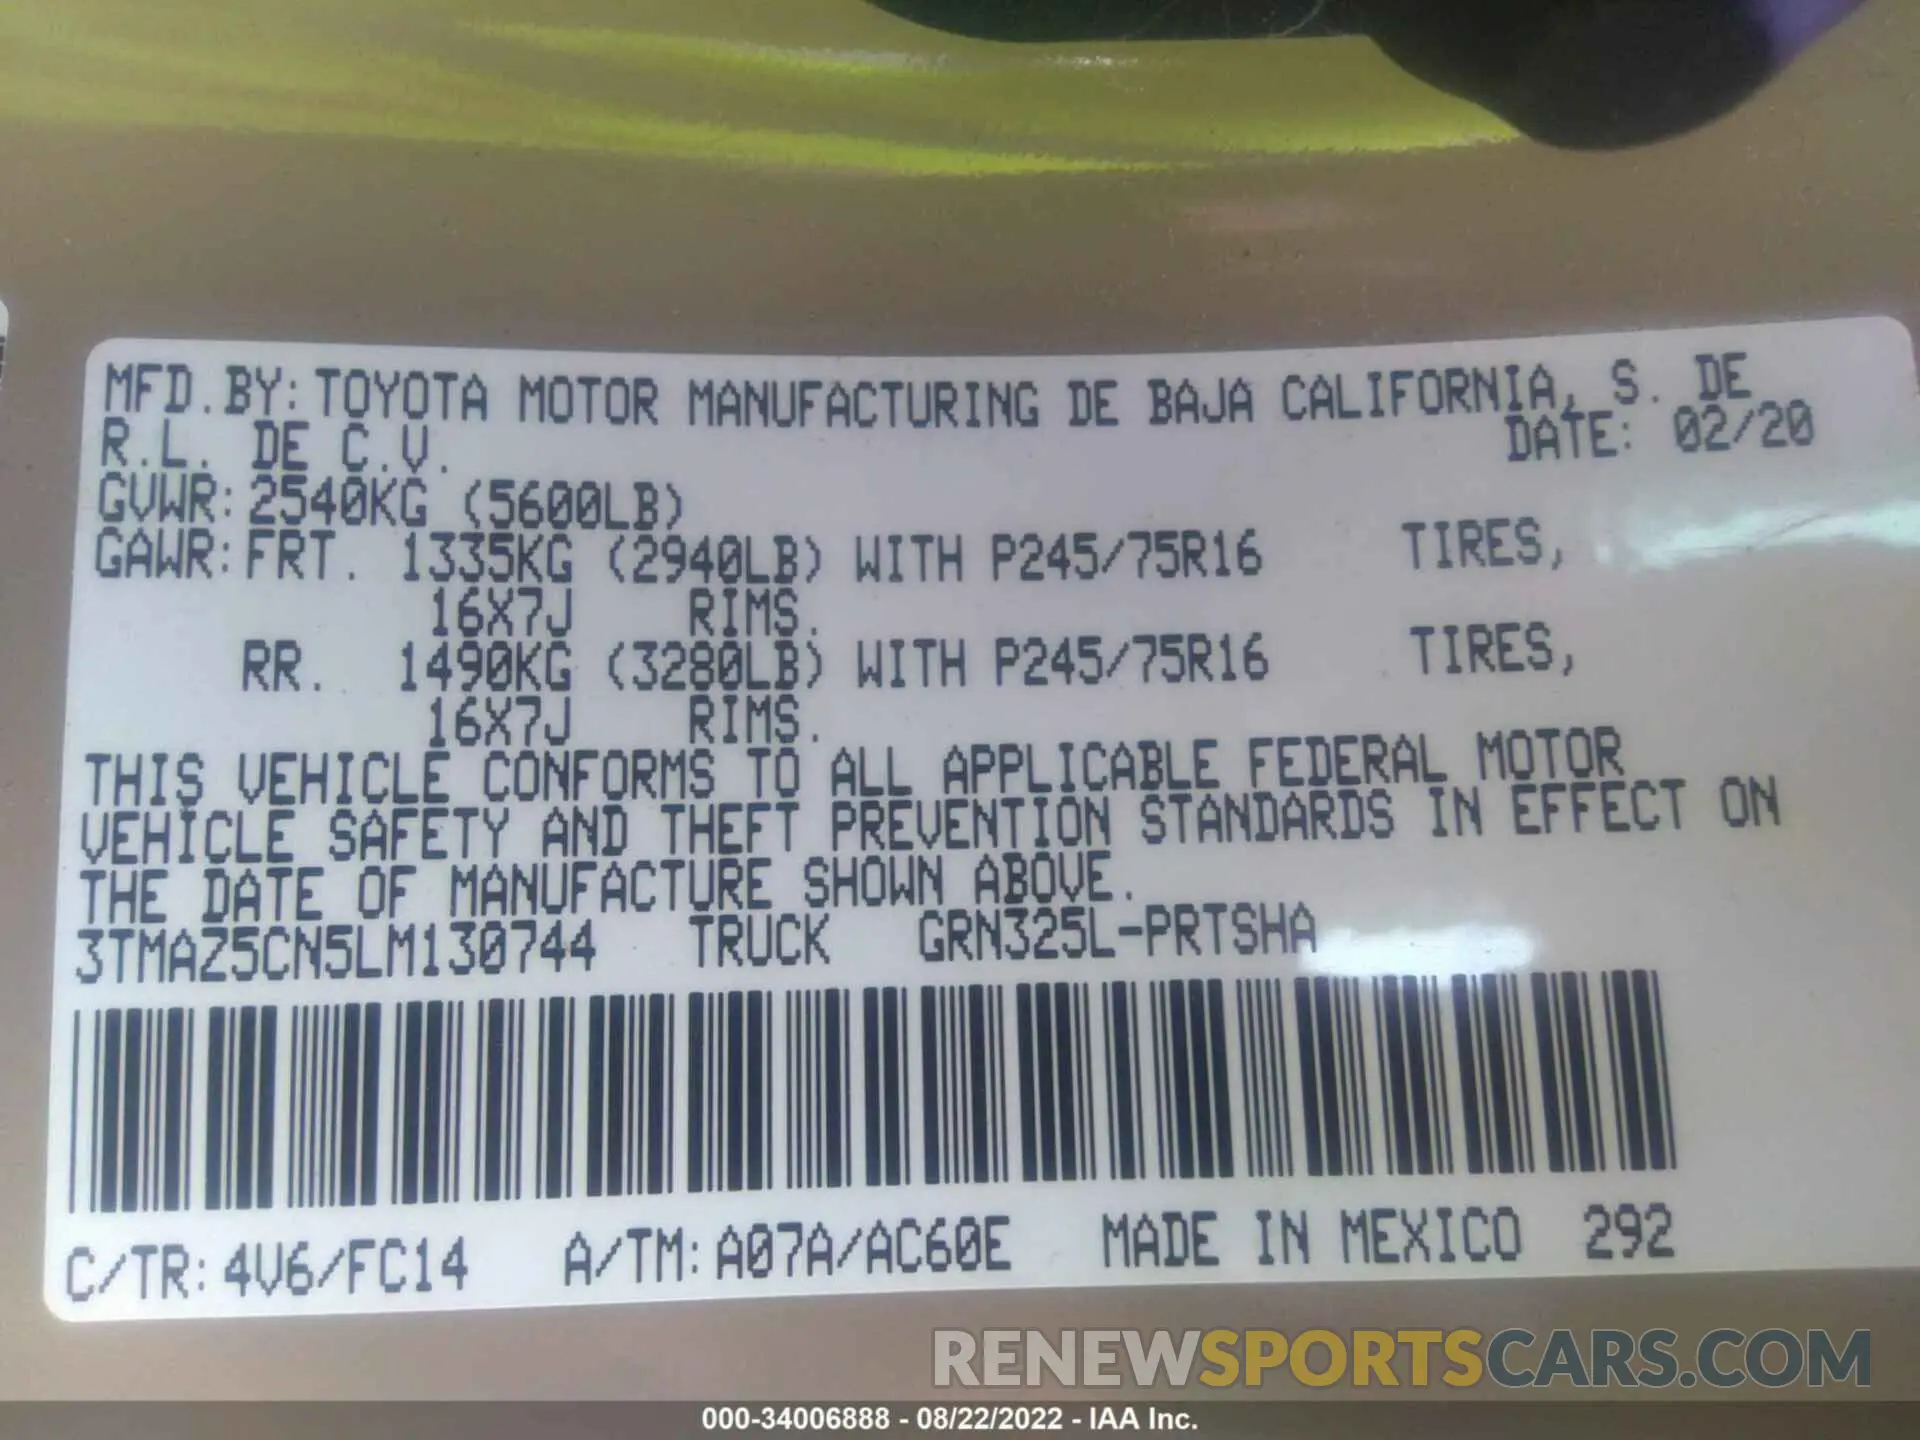 MFD.BY: TOYOTA MOTOR MANUFACTURING DE BAJA CALIFORNIA, S. DE
R.L. DE C.V. DATE: 02/20
GVWR: 2540KG (5600LB)
GAWR: FRT. 1335KG (2940LB) WITH P245/75R16 TIRES,
16X7J RIMS.
RR. 1490KG (3280LB) WITH P245/75R16 TIRES,
16X7J RIMS.
THIS VEHICLE CONFORMS TO ALL APPLICABLE FEDERAL MOTOR
VEHICLE SAFETY AND THEFT PREVENTION STANDARDS IN EFFECT ON
THE DATE OF MANUFACTURE SHOWN ABOVE.
3TMAZ5CN5LM130744 TRUCK GRN325L-PRTSHA
C/TR: 4V6/FC14 A/TM: A07A/AC60E MADE IN MEXICO 292
RENEWSPORTSCARS.COM
000-34006888 - 08/22/2022 - IAA Inc.